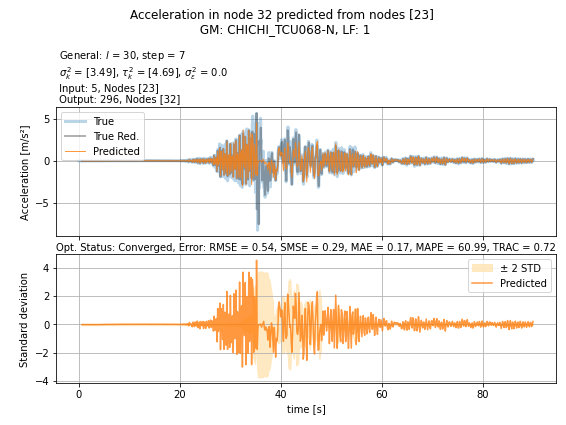 Acceleration in node 32 predicted from nodes [23]
GM: CHICHI_TCU068-N, LF: 1
General: l = 30, step = 7
σ²ₖ = [3.49], τ²ₖ = [4.69], σ²ε = 0.0
Input: 5, Nodes [23]
Output: 296, Nodes [32]
True
True Red.
Predicted
Acceleration [m/s²]
5
0
−5
Opt. Status: Converged, Error: RMSE = 0.54, SMSE = 0.29, MAE = 0.17, MAPE = 60.99, TRAC = 0.72
± 2 STD
Predicted
Standard deviation
4
2
0
−2
−4
0 20 40 60 80
time [s]